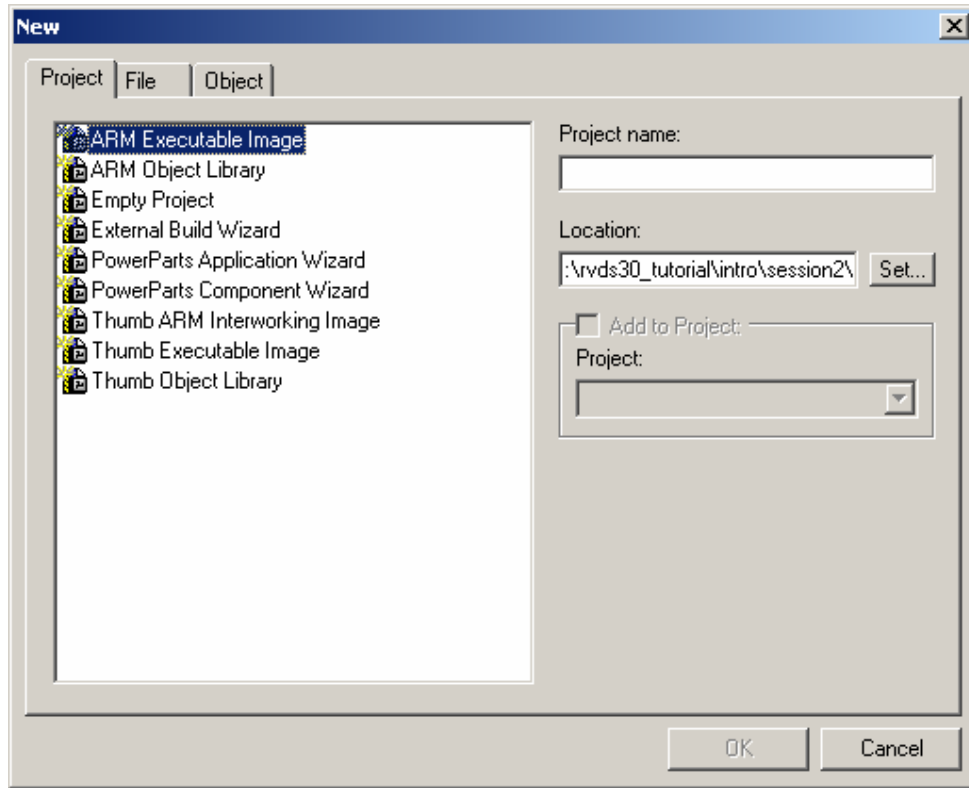 New
Project File Object
ARM Executable Image
ARM Object Library
Empty Project
External Build Wizard
PowerParts Application Wizard
PowerParts Component Wizard
Thumb ARM Interworking Image
Thumb Executable Image
Thumb Object Library
Project name:
Location:
:\rvds30_tutorial\intro\session2\ Set...
Add to Project:
Project:
OK Cancel